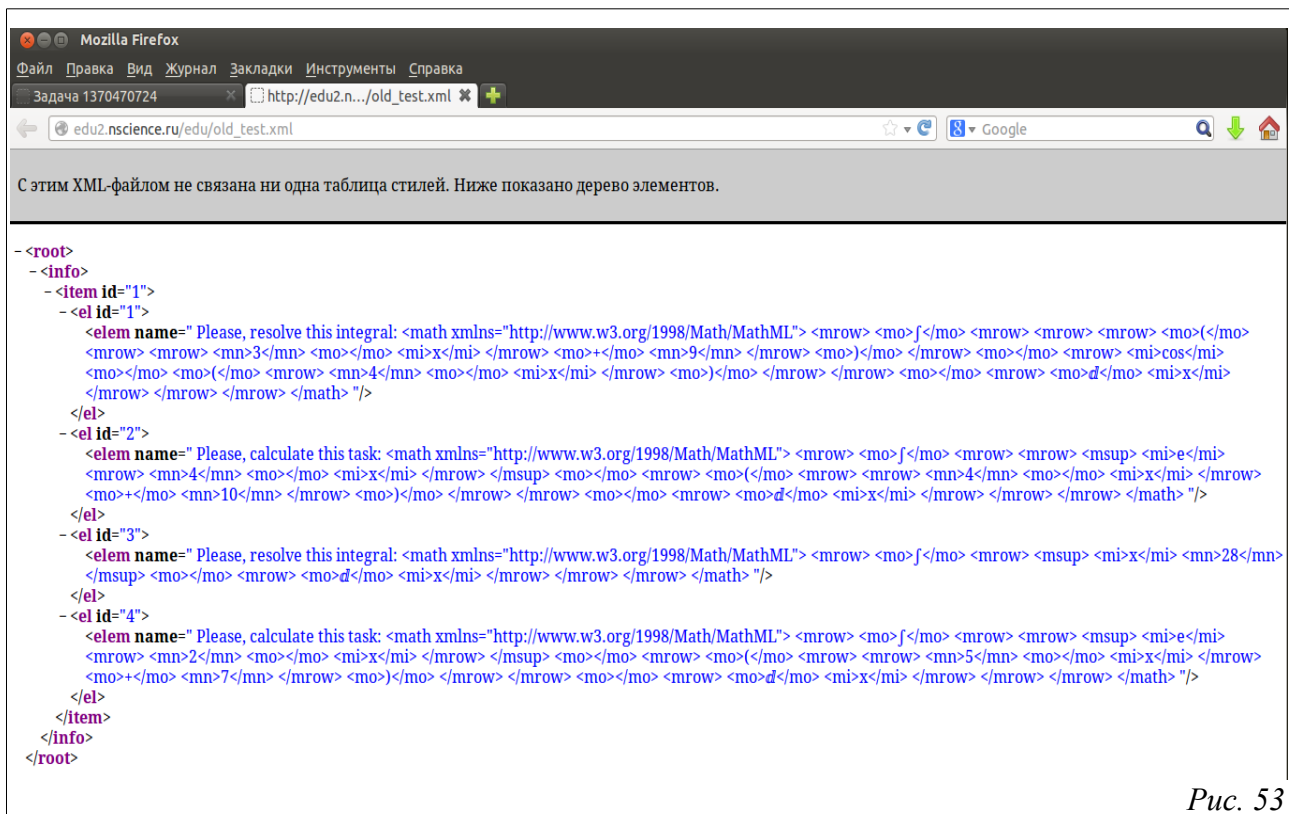 Mozilla Firefox
Файл Правка Вид Журнал Закладки Инструменты Справка
Задача 1370470724 http://edu2.n.../old_test.xml
edu2.nscience.ru/edu/old_test.xml Google
С этим XML-файлом не связана ни одна таблица стилей. Ниже показано дерево элементов.
– <root>
– <info>
– <item id="1">
– <el id="1">
<elem name=" Please, resolve this integral: <math xmlns="http://www.w3.org/1998/Math/MathML"> <mrow> <mo>∫</mo> <mrow> <mrow> <mrow> <mo>(</mo>
<mrow> <mrow> <mn>3</mn> <mo></mo> <mi>x</mi> </mrow> <mo>+</mo> <mn>9</mn> </mrow> <mo>)</mo> </mrow> <mo></mo> <mrow> <mi>cos</mi>
<mo></mo> <mo>(</mo> <mrow> <mn>4</mn> <mo></mo> <mi>x</mi> </mrow> <mo>)</mo> </mrow> </mrow> <mo></mo> <mrow> <mo>ⅆ</mo> <mi>x</mi>
</mrow> </mrow> </mrow> </math> "/>
</el>
– <el id="2">
<elem name=" Please, calculate this task: <math xmlns="http://www.w3.org/1998/Math/MathML"> <mrow> <mo>∫</mo> <mrow> <mrow> <msup> <mi>e</mi>
<mrow> <mn>4</mn> <mo></mo> <mi>x</mi> </mrow> </msup> <mo></mo> <mrow> <mo>(</mo> <mrow> <mrow> <mn>4</mn> <mo></mo> <mi>x</mi> </mrow>
<mo>+</mo> <mn>10</mn> </mrow> <mo>)</mo> </mrow> </mrow> <mo></mo> <mrow> <mo>ⅆ</mo> <mi>x</mi> </mrow> </mrow> </mrow> </math> "/>
</el>
– <el id="3">
<elem name=" Please, resolve this integral: <math xmlns="http://www.w3.org/1998/Math/MathML"> <mrow> <mo>∫</mo> <mrow> <msup> <mi>x</mi> <mn>28</mn>
</msup> <mo></mo> <mrow> <mo>ⅆ</mo> <mi>x</mi> </mrow> </mrow> </mrow> </math> "/>
</el>
– <el id="4">
<elem name=" Please, calculate this task: <math xmlns="http://www.w3.org/1998/Math/MathML"> <mrow> <mo>∫</mo> <mrow> <mrow> <msup> <mi>e</mi>
<mrow> <mn>2</mn> <mo></mo> <mi>x</mi> </mrow> </msup> <mo></mo> <mrow> <mo>(</mo> <mrow> <mrow> <mn>5</mn> <mo></mo> <mi>x</mi> </mrow>
<mo>+</mo> <mn>7</mn> </mrow> <mo>)</mo> </mrow> </mrow> <mo></mo> <mrow> <mo>ⅆ</mo> <mi>x</mi> </mrow> </mrow> </mrow> </math> "/>
</el>
</item>
</info>
</root>
Рис. 53